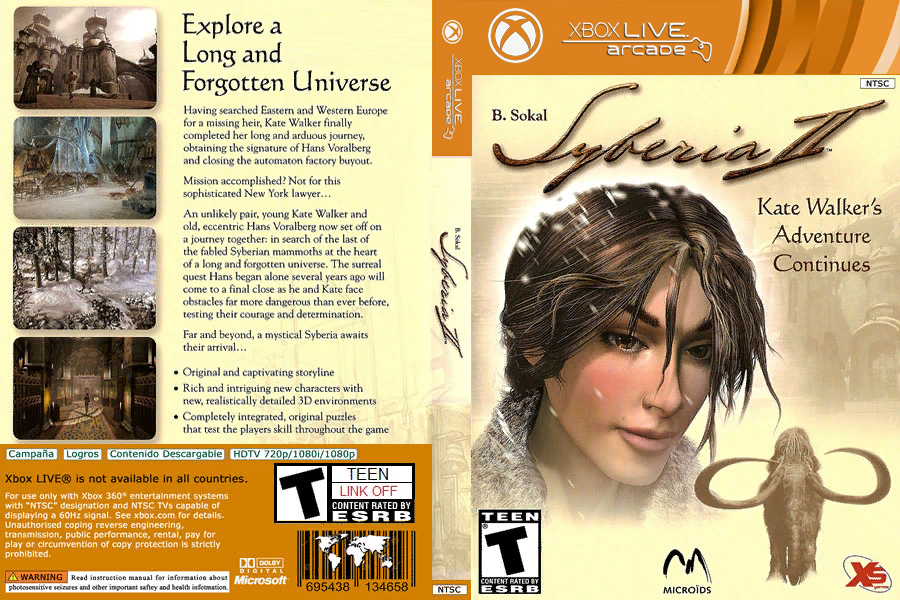 Explore a
Long and
Forgotten Universe
Having searched Eastern and Western Europe
for a missing heir, Kate Walker finally
completed her long and arduous journey,
obtaining the signature of Hans Voralberg
and closing the automaton factory buyout.
Mission accomplished? Not for this
sophisticated New York lawyer…
An unlikely pair, young Kate Walker and
old, eccentric Hans Voralberg now set off on
a journey together: in search of the last of
the fabled Syberian mammoths at the heart
of a long and forgotten universe. The surreal
quest Hans began alone several years ago will
come to a final close as he and Kate face
obstacles far more dangerous than ever before,
testing their courage and determination.
Far and beyond, a mystical Syberia awaits
their arrival…
• Original and captivating storyline
• Rich and intriguing new characters with
new, realistically detailed 3D environments
• Completely integrated, original puzzles
that test the players skill throughout the game
Campaña Logros Contenido Descargable HDTV 720p/1080i/1080p
Xbox LIVE® is not available in all countries.
For use only with Xbox 360® entertainment systems
with “NTSC” designation and NTSC TVs capable of
displaying a 60Hz signal. See xbox.com for details.
Unauthorised coping reverse engineering,
transmission, public performance, rental, pay for
play or circumvention of copy protection is strictly
prohibited.
WARNING Read instruction manual for information about
photosensitive seizures and other important saftey and health infotmation.
T
TEEN
LINK OFF
CONTENT RATED BY
ESRB
DOLBY
DIGITAL
Microsoft
695438 134658
XBOX LIVE
arcade
B. Sokal
Syberia II
NTSC
XBOX LIVE.
arcade
NTSC
B. Sokal
Syberia II™
Kate Walker's
Adventure
Continues
TEEN
T
®
CONTENT RATED BY
ESRB
MICROÏDS
XS
games